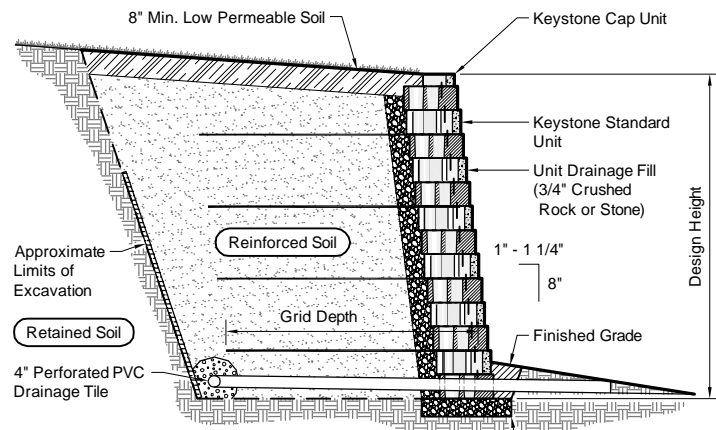 8" Min. Low Permeable Soil
Keystone Cap Unit
Keystone Standard
Unit
Unit Drainage Fill
(3/4" Crushed
Rock or Stone)
Design Height
Reinforced Soil
Approximate
Limits of
Excavation
1" - 1 1/4"
8"
Grid Depth
Retained Soil
Finished Grade
4" Perforated PVC
Drainage Tile